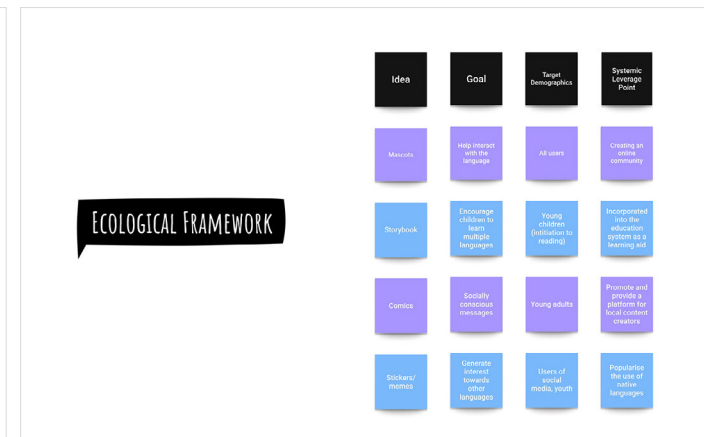 ECOLOGICAL FRAMEWORK
Idea
Goal
Target
Demographics
Systemic
Leverage
Point
Mascots
Help interact
with the
language
All users
Creating an
online
community
Storybook
Encourage
children to
learn
multiple
languages
Young
children
(intitiation to
reading)
Incorporated
into the
education
system as a
learning aid
Comics
Socially
conscious
messages
Young adults
Promote and
provide a
platform for
local content
creators
Stickers/
memes
Generate
interest
towards
other
languages
Users of
social
media, youth
Popularise
the use of
native
languages